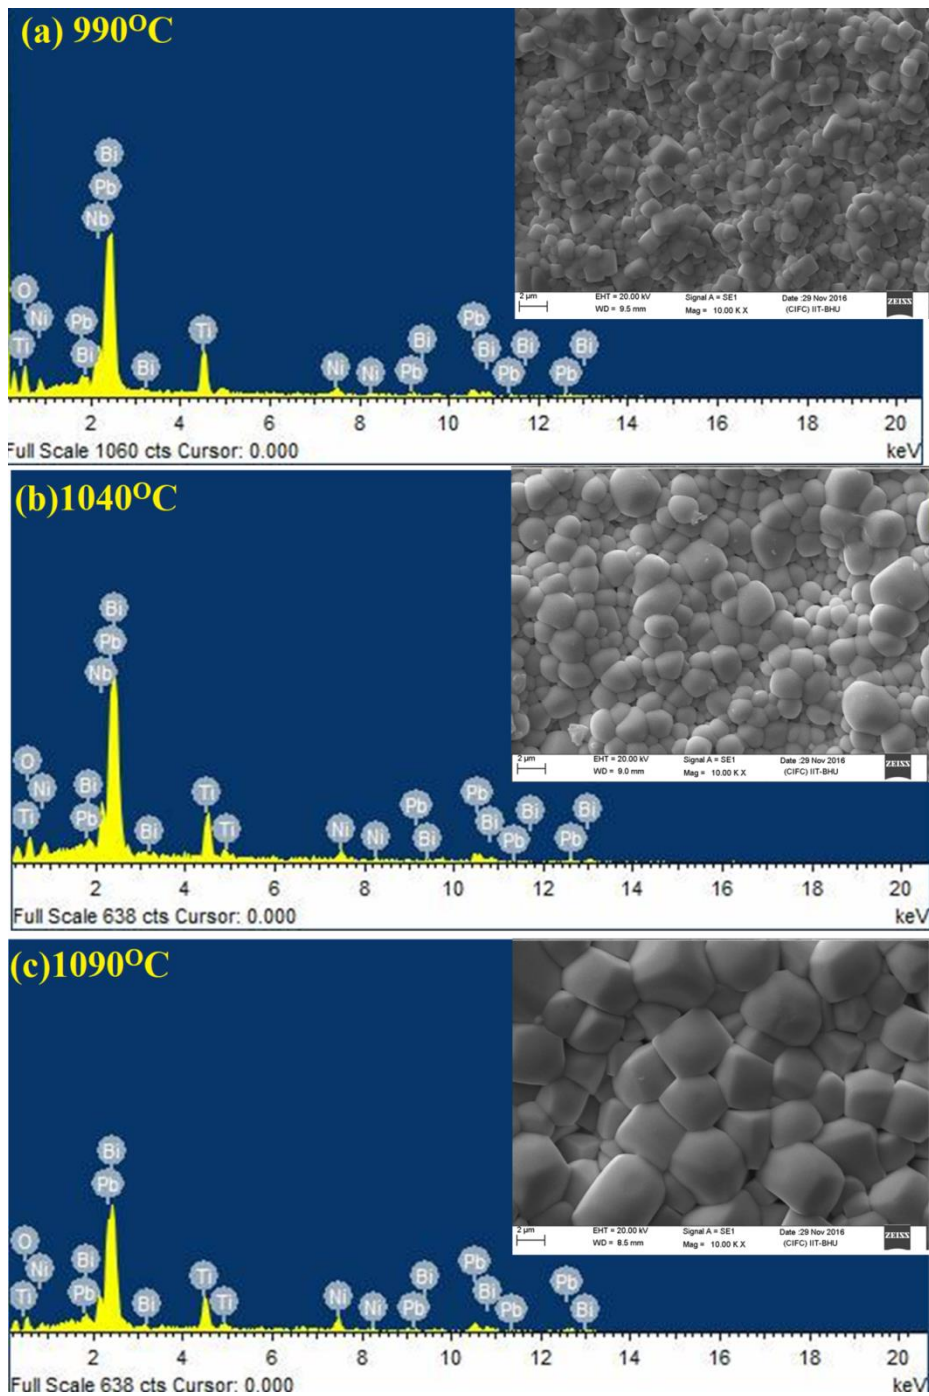 (a) 990ᴼC
Bi
Pb
Nb
O
Ni
Pb
Ti
Bi
Bi
Ti
Ni
Ni
Bi
Pb
Pb
Bi
Bi
Pb
Bi
Pb
2 4 6 8 10 12 14 16 18 20
Full Scale 1060 cts Cursor: 0.000 keV
2 µm EHT = 20.00 kV Signal A = SE1 Date :29 Nov 2016 ZEISS
WD = 9.5 mm Mag = 10.00 K X (CIFC) IIT-BHU
(b)1040ᴼC
Bi
Pb
Nb
O
Ni
Bi
Ti
Pb
Bi
Ti
Ti
Ni
Ni
Pb
Bi
Pb
Bi
Bi
Pb
Bi
Pb
2 4 6 8 10 12 14 16 18 20
Full Scale 638 cts Cursor: 0.000 keV
2 µm EHT = 20.00 kV Signal A = SE1 Date :29 Nov 2016 ZEISS
WD = 9.0 mm Mag = 10.00 K X (CIFC) IIT-BHU
(c)1090ᴼC
Bi
Pb
O
Ni
Bi
Ti
Pb
Bi
Ti
Ti
Ni
Ni
Bi
Pb
Pb
Bi
Pb
Pb
Bi
2 4 6 8 10 12 14 16 18 20
Full Scale 638 cts Cursor: 0.000 keV
2 µm EHT = 20.00 kV Signal A = SE1 Date :29 Nov 2016 ZEISS
WD = 8.5 mm Mag = 10.00 K X (CIFC) IIT-BHU